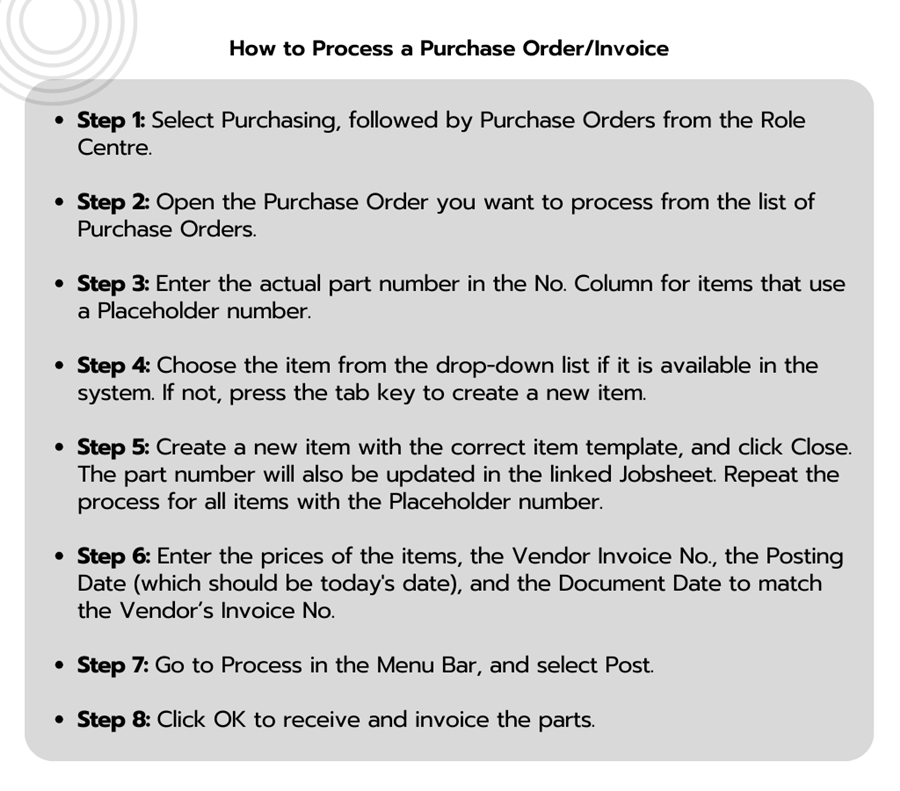 How to Process a Purchase Order/Invoice
• Step 1: Select Purchasing, followed by Purchase Orders from the Role
Centre.
• Step 2: Open the Purchase Order you want to process from the list of
Purchase Orders.
• Step 3: Enter the actual part number in the No. Column for items that use
a Placeholder number.
• Step 4: Choose the item from the drop-down list if it is available in the
system. If not, press the tab key to create a new item.
• Step 5: Create a new item with the correct item template, and click Close.
The part number will also be updated in the linked Jobsheet. Repeat the
process for all items with the Placeholder number.
• Step 6: Enter the prices of the items, the Vendor Invoice No., the Posting
Date (which should be today's date), and the Document Date to match
the Vendor’s Invoice No.
• Step 7: Go to Process in the Menu Bar, and select Post.
• Step 8: Click OK to receive and invoice the parts.